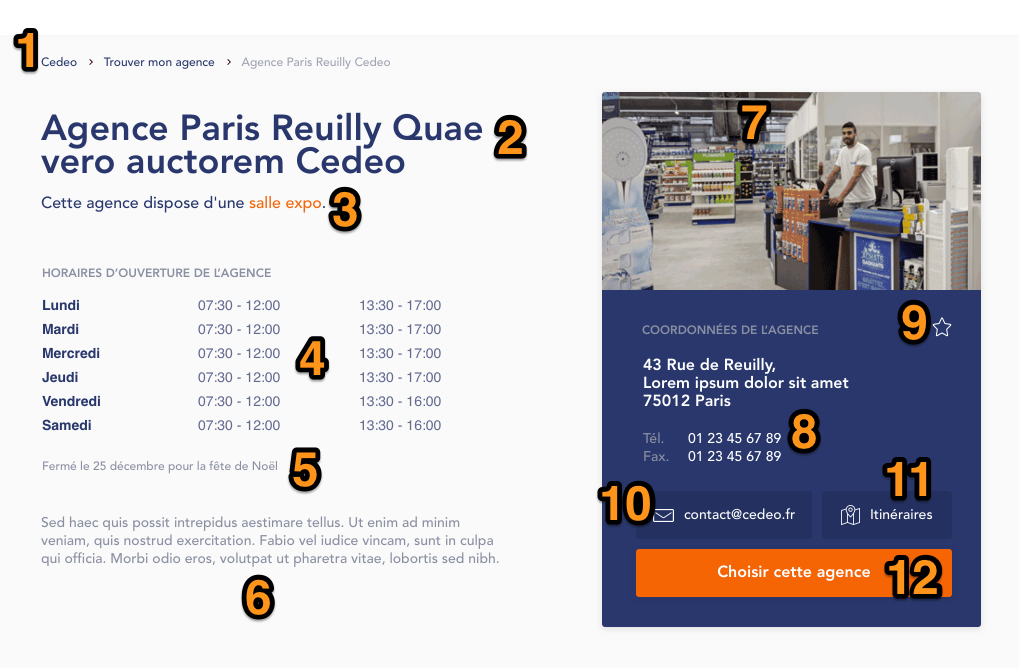 1
Cedeo > Trouver mon agence > Agence Paris Reuilly Cedeo
Agence Paris Reuilly Quae
vero auctorem Cedeo
2
Cette agence dispose d'une salle expo.
3
HORAIRES D'OUVERTURE DE L'AGENCE
Lundi 07:30 - 12:00 13:30 - 17:00
Mardi 07:30 - 12:00 13:30 - 17:00
Mercredi 07:30 - 12:00 13:30 - 17:00
4
Jeudi 07:30 - 12:00 13:30 - 17:00
Vendredi 07:30 - 12:00 13:30 - 16:00
Samedi 07:30 - 12:00 13:30 - 16:00
Fermé le 25 décembre pour la fête de Noël
5
Sed haec quis possit intrepidus aestimare tellus. Ut enim ad minim
veniam, quis nostrud exercitation. Fabio vel iudice vincam, sunt in culpa
qui officia. Morbi odio eros, volutpat ut pharetra vitae, lobortis sed nibh.
6
7
COORDONNÉES DE L'AGENCE
9
43 Rue de Reuilly,
Lorem ipsum dolor sit amet
75012 Paris
Tél. 01 23 45 67 89
Fax. 01 23 45 67 89
8
10
contact@cedeo.fr
11
Itinéraires
Choisir cette agence
12